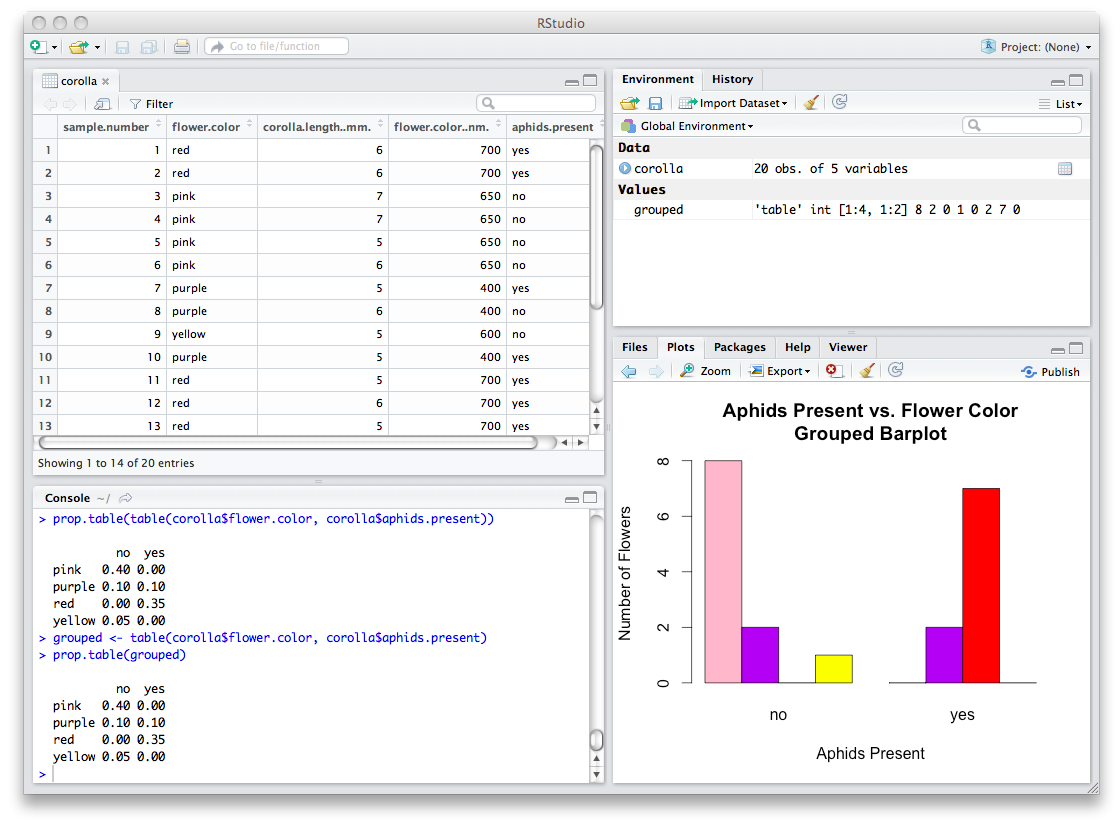 RStudio
Go to file/function
Project: (None)
corolla
Filter
sample.number flower.color corolla.length..mm. flower.color..nm. aphids.present
1 1 red 6 700 yes
2 2 red 6 700 yes
3 3 pink 7 650 no
4 4 pink 7 650 no
5 5 pink 5 650 no
6 6 pink 6 650 no
7 7 purple 5 400 yes
8 8 purple 6 400 no
9 9 yellow 5 600 no
10 10 purple 5 400 yes
11 11 red 5 700 yes
12 12 red 6 700 yes
13 13 red 5 700 yes
Showing 1 to 14 of 20 entries
Console ~/
> prop.table(table(corolla$flower.color, corolla$aphids.present))
no yes
pink 0.40 0.00
purple 0.10 0.10
red 0.00 0.35
yellow 0.05 0.00
> grouped <- table(corolla$flower.color, corolla$aphids.present)
> prop.table(grouped)
no yes
pink 0.40 0.00
purple 0.10 0.10
red 0.00 0.35
yellow 0.05 0.00
>
Environment History
Import Dataset List
Global Environment
Data
corolla 20 obs. of 5 variables
Values
grouped 'table' int [1:4, 1:2] 8 2 0 1 0 2 7 0
Files Plots Packages Help Viewer
Zoom Export Publish
Aphids Present vs. Flower Color
Grouped Barplot
Number of Flowers
8
6
4
2
0
no yes
Aphids Present